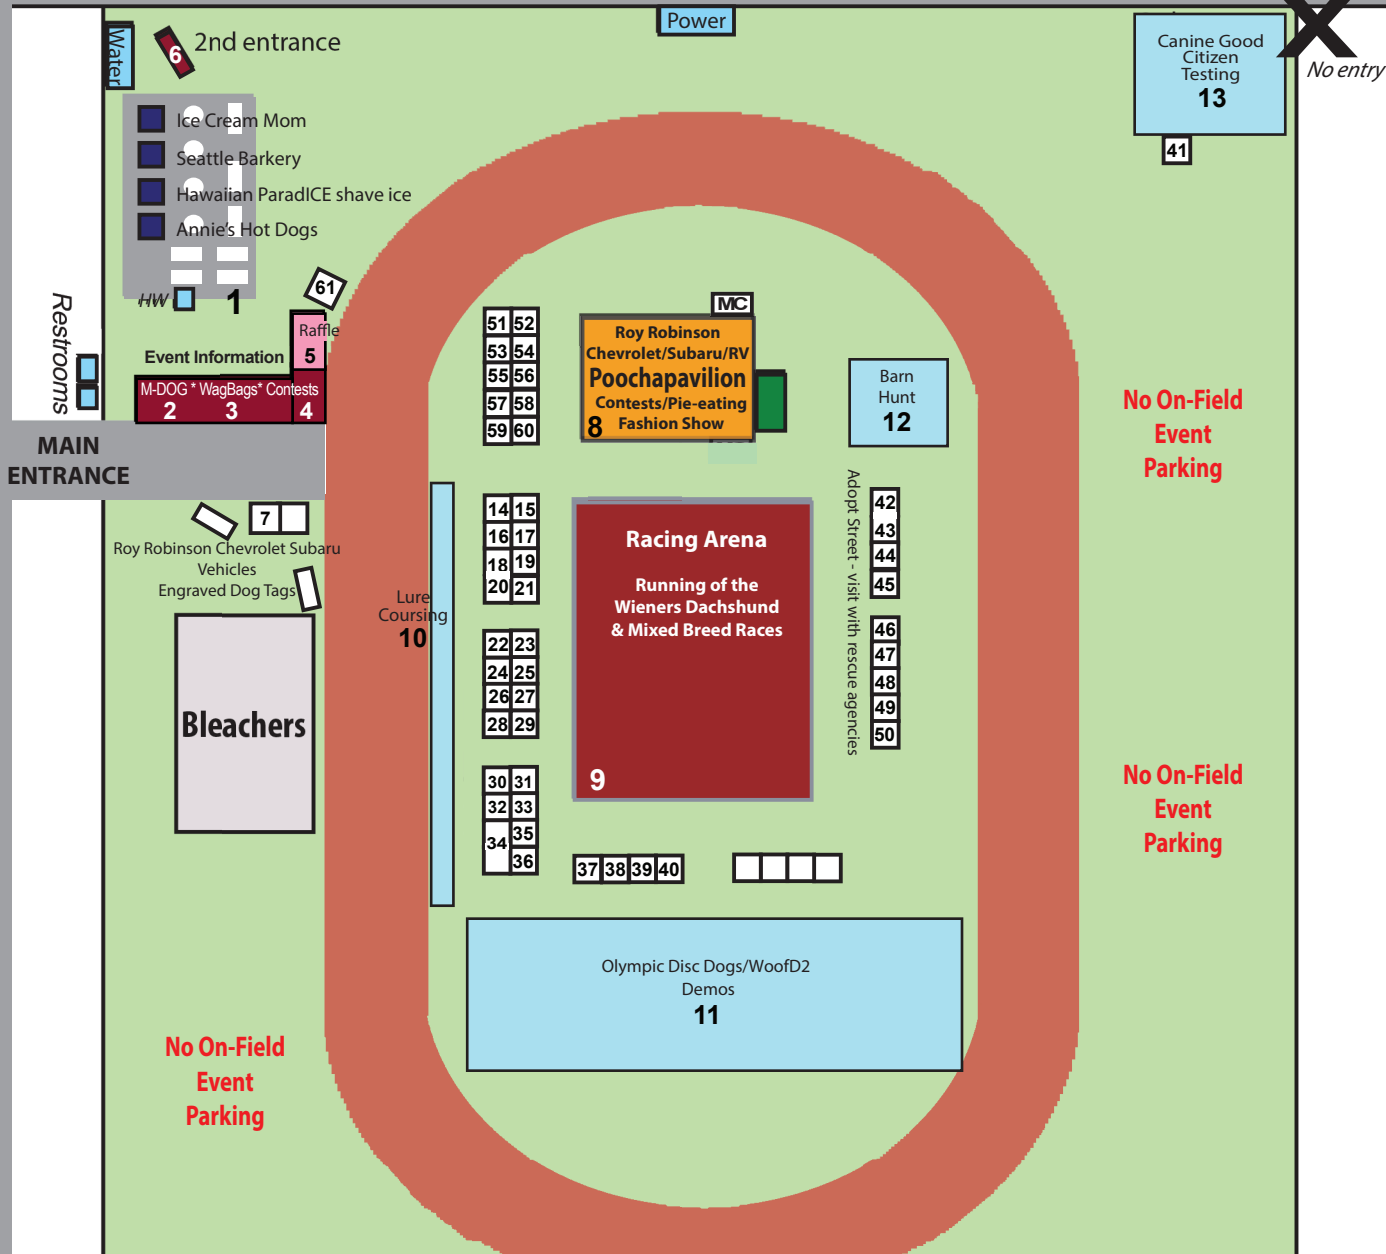 Power
Water
6
2nd entrance
Canine Good
Citizen
Testing
13
No entry
41
Ice Cream Mom
Seattle Barkery
Hawaiian ParadICE shave ice
Annie's Hot Dogs
HW
1
61
Restrooms
Raffle
5
Event Information
M-DOG * WagBags* Contests
2 3 4
MAIN
ENTRANCE
7
Roy Robinson Chevrolet Subaru
Vehicles
Engraved Dog Tags
Bleachers
Lure
Coursing
10
51 52
53 54
55 56
57 58
59 60
MC
Roy Robinson
Chevrolet/Subaru/RV
Poochapavilion
Contests/Pie-eating
Fashion Show
8
Barn
Hunt
12
14 15
16 17
18 19
20 21
22 23
24 25
26 27
28 29
30 31
32 33
34 35
36
Racing Arena
Running of the
Wieners Dachshund
& Mixed Breed Races
9
Adopt Street - visit with rescue agencies
42
43
44
45
46
47
48
49
50
37 38 39 40
Olympic Disc Dogs/WoofD2
Demos
11
No On-Field
Event
Parking
No On-Field
Event
Parking
No On-Field
Event
Parking